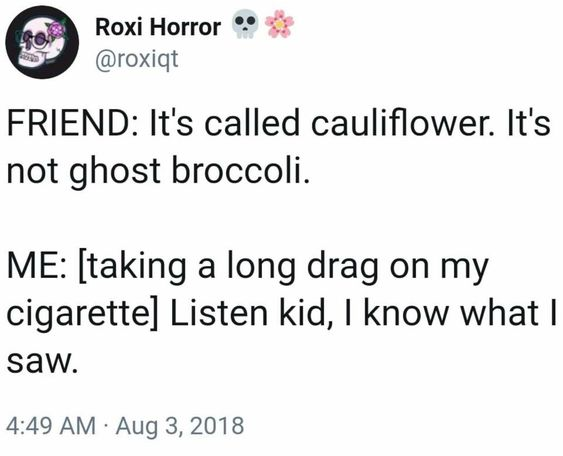 Roxi Horror 💀🌸
@roxiqt
FRIEND: It's called cauliflower. It's
not ghost broccoli.
ME: [taking a long drag on my
cigarette] Listen kid, I know what I
saw.
4:49 AM · Aug 3, 2018